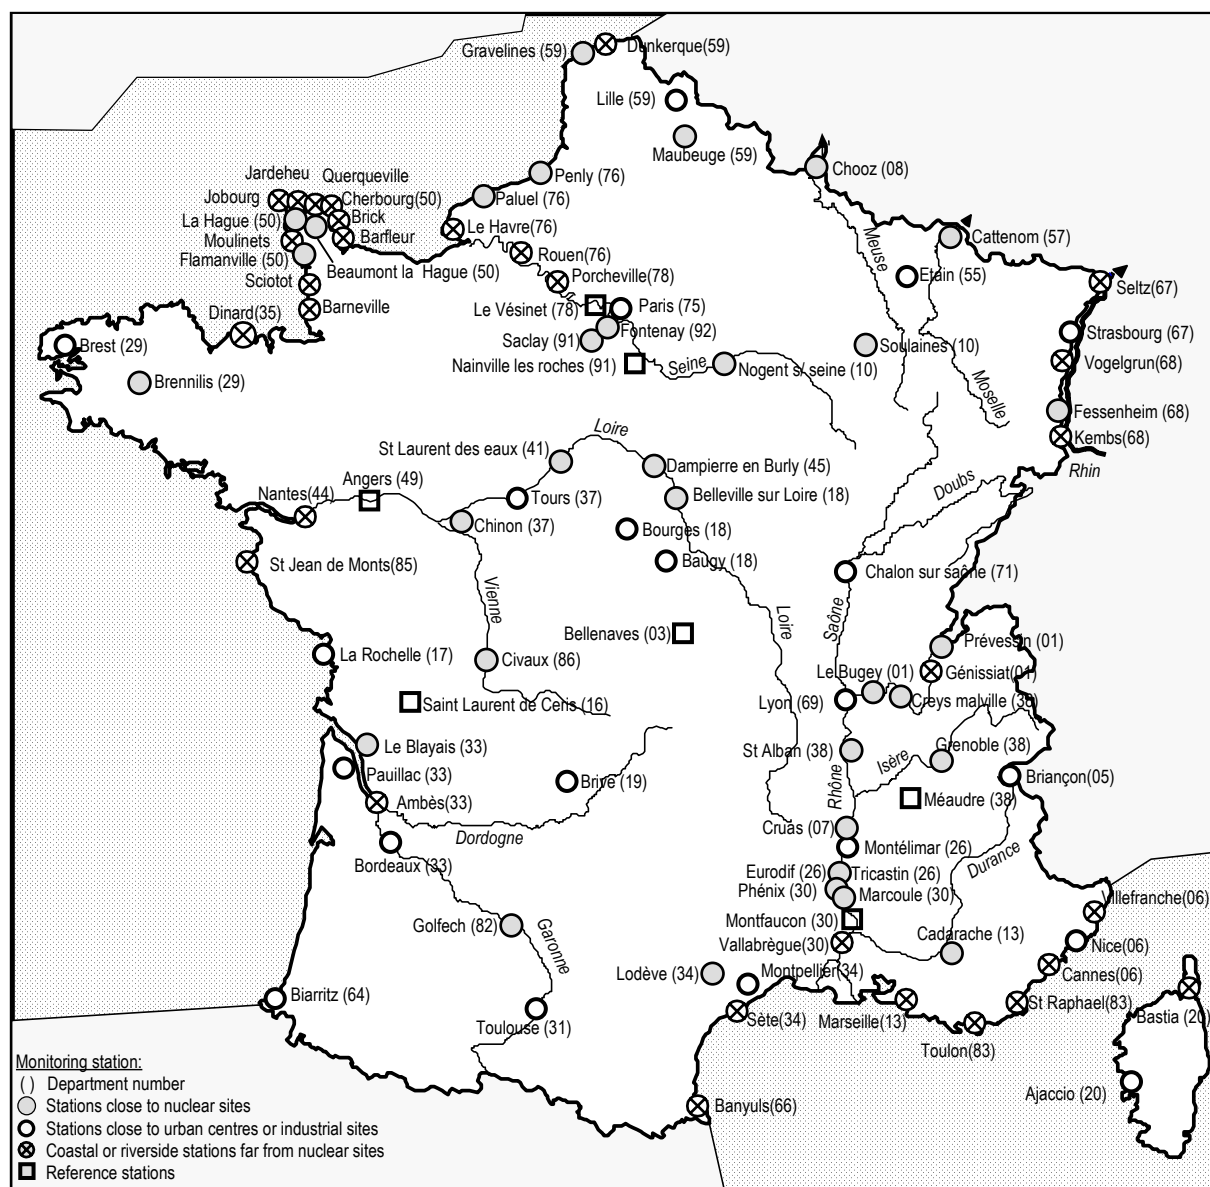 Gravelines (59)
Dunkerque(59)
Lille (59)
Maubeuge (59)
Chooz (08)
Penly (76)
Paluel (76)
Jardeheu
Querqueville
Jobourg
Cherbourg(50)
La Hague (50)
Brick
Moulinets
Barfleur
Flamanville (50)
Beaumont la Hague (50)
Sciotot
Barneville
Dinard(35)
Le Havre(76)
Rouen(76)
Porcheville(78)
Le Vésinet (78)
Paris (75)
Fontenay (92)
Saclay (91)
Nainville les roches (91)
Seine
Nogent s/ seine (10)
Meuse
Cattenom (57)
Etain (55)
Soulaines (10)
Moselle
Seltz(67)
Strasbourg (67)
Vogelgrun(68)
Fessenheim (68)
Kembs(68)
Rhin
Brest (29)
Brennilis (29)
St Laurent des eaux (41)
Loire
Dampierre en Burly (45)
Angers (49)
Nantes(44)
Tours (37)
Belleville sur Loire (18)
Chinon (37)
Bourges (18)
Baugy (18)
Doubs
St Jean de Monts(85)
Vienne
Chalon sur saône (71)
Loire
Saône
Bellenaves (03)
La Rochelle (17)
Civaux (86)
Prévessin (01)
Le Bugey (01)
Génissiat(01)
Saint Laurent de Ceris (16)
Lyon (69)
Creys malville (38)
Le Blayais (33)
St Alban (38)
Isère
Grenoble (38)
Pauillac (33)
Brive (19)
Rhône
Briançon(05)
Ambès(33)
Méaudre (38)
Dordogne
Cruas (07)
Bordeaux (33)
Montélimar (26)
Durance
Eurodif (26)
Tricastin (26)
Phénix (30)
Marcoule (30)
Villefranche(06)
Golfech (82)
Garonne
Montfaucon (30)
Vallabrègue(30)
Cadarache (13)
Nice(06)
Lodève (34)
Montpellier(34)
Cannes(06)
Biarritz (64)
St Raphael(83)
Toulouse (31)
Sète(34)
Marseille(13)
Bastia (20)
Toulon(83)
Ajaccio (20)
Banyuls(66)
Monitoring station:
( ) Department number
Stations close to nuclear sites
Stations close to urban centres or industrial sites
Coastal or riverside stations far from nuclear sites
Reference stations